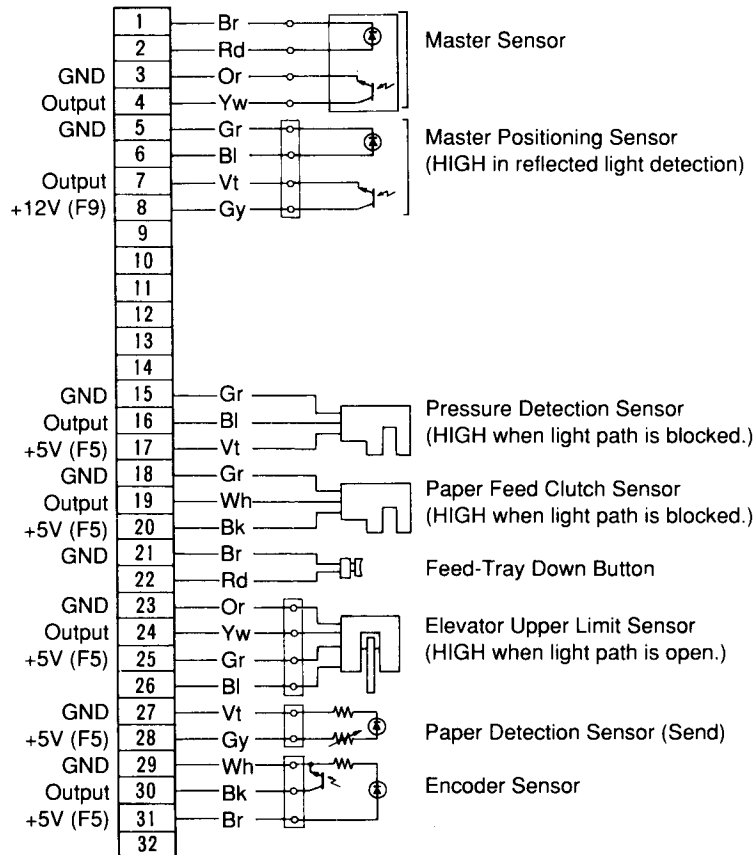 1 Br Master Sensor
2 Rd
GND 3 Or
Output 4 Yw
GND 5 Gr Master Positioning Sensor
6 Bl (HIGH in reflected light detection)
Output 7 Vt
+12V (F9) 8 Gy
9
10
11
12
13
14
GND 15 Gr Pressure Detection Sensor
Output 16 Bl (HIGH when light path is blocked.)
+5V (F5) 17 Vt
GND 18 Gr Paper Feed Clutch Sensor
Output 19 Wh (HIGH when light path is blocked.)
+5V (F5) 20 Bk
GND 21 Br Feed-Tray Down Button
22 Rd
GND 23 Or Elevator Upper Limit Sensor
Output 24 Yw (HIGH when light path is open.)
+5V (F5) 25 Gr
26 Bl
GND 27 Vt Paper Detection Sensor (Send)
+5V (F5) 28 Gy
GND 29 Wh Encoder Sensor
Output 30 Bk
+5V (F5) 31 Br
32